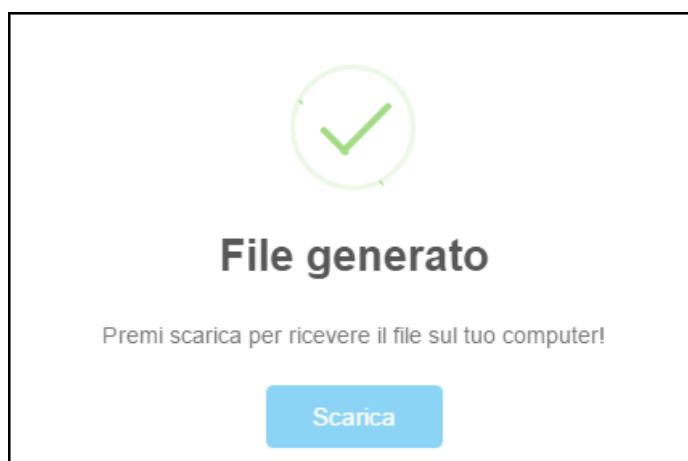 File generato
Premi scarica per ricevere il file sul tuo computer!
Scarica